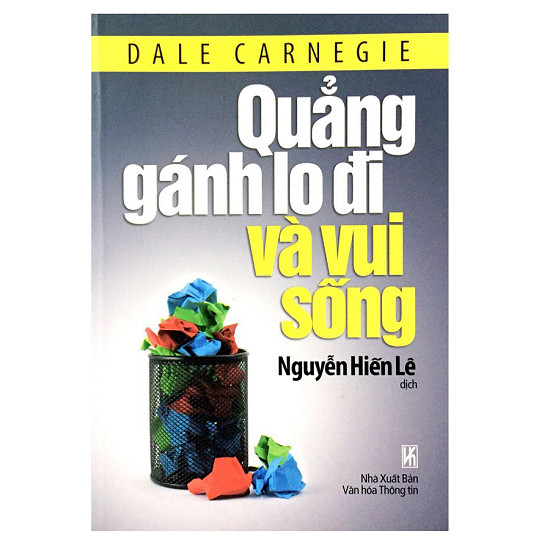 DALE CARNEGIE
Quẳng
gánh lo đi
và vui
sống
Nguyễn Hiến Lê
dịch
Nhà Xuất Bản
Văn hóa Thông tin